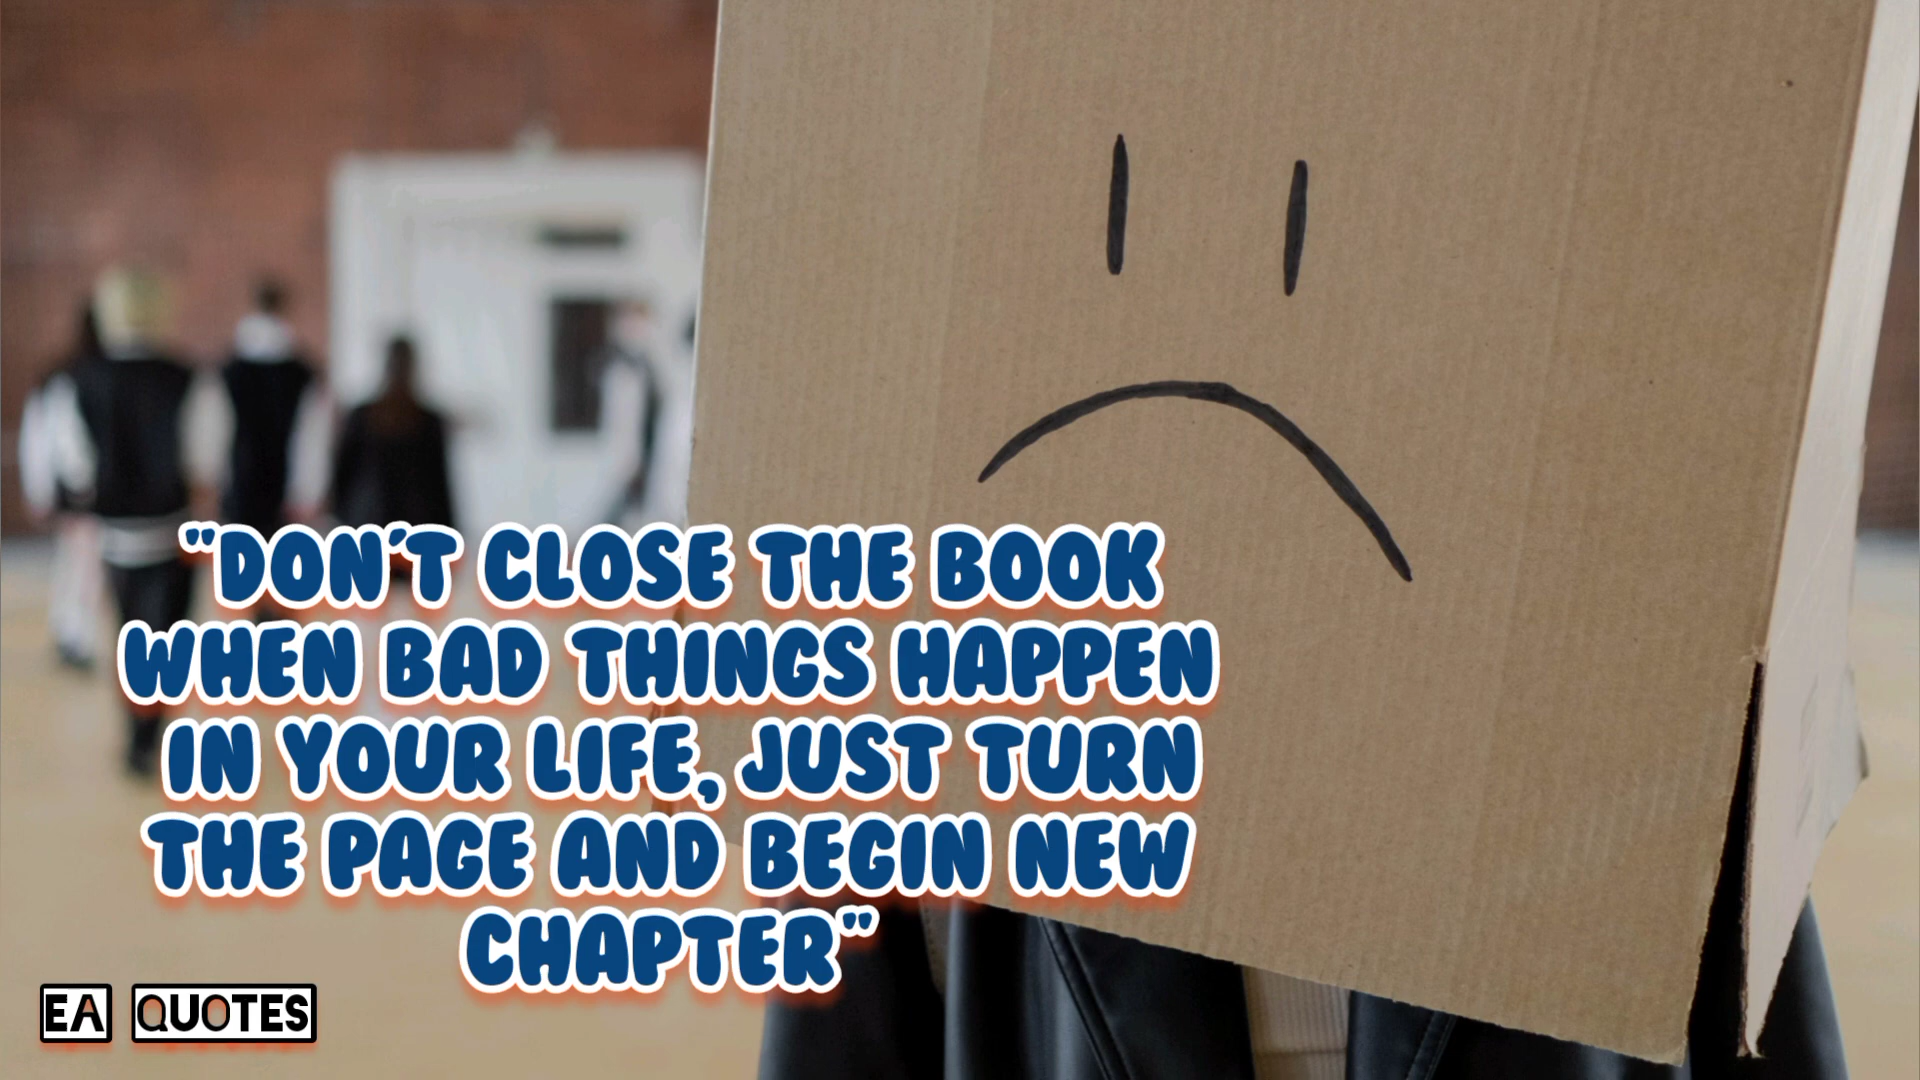 "DON'T CLOSE THE BOOK
WHEN BAD THINGS HAPPEN
IN YOUR LIFE, JUST TURN
THE PAGE AND BEGIN NEW
CHAPTER"
EA QUOTES